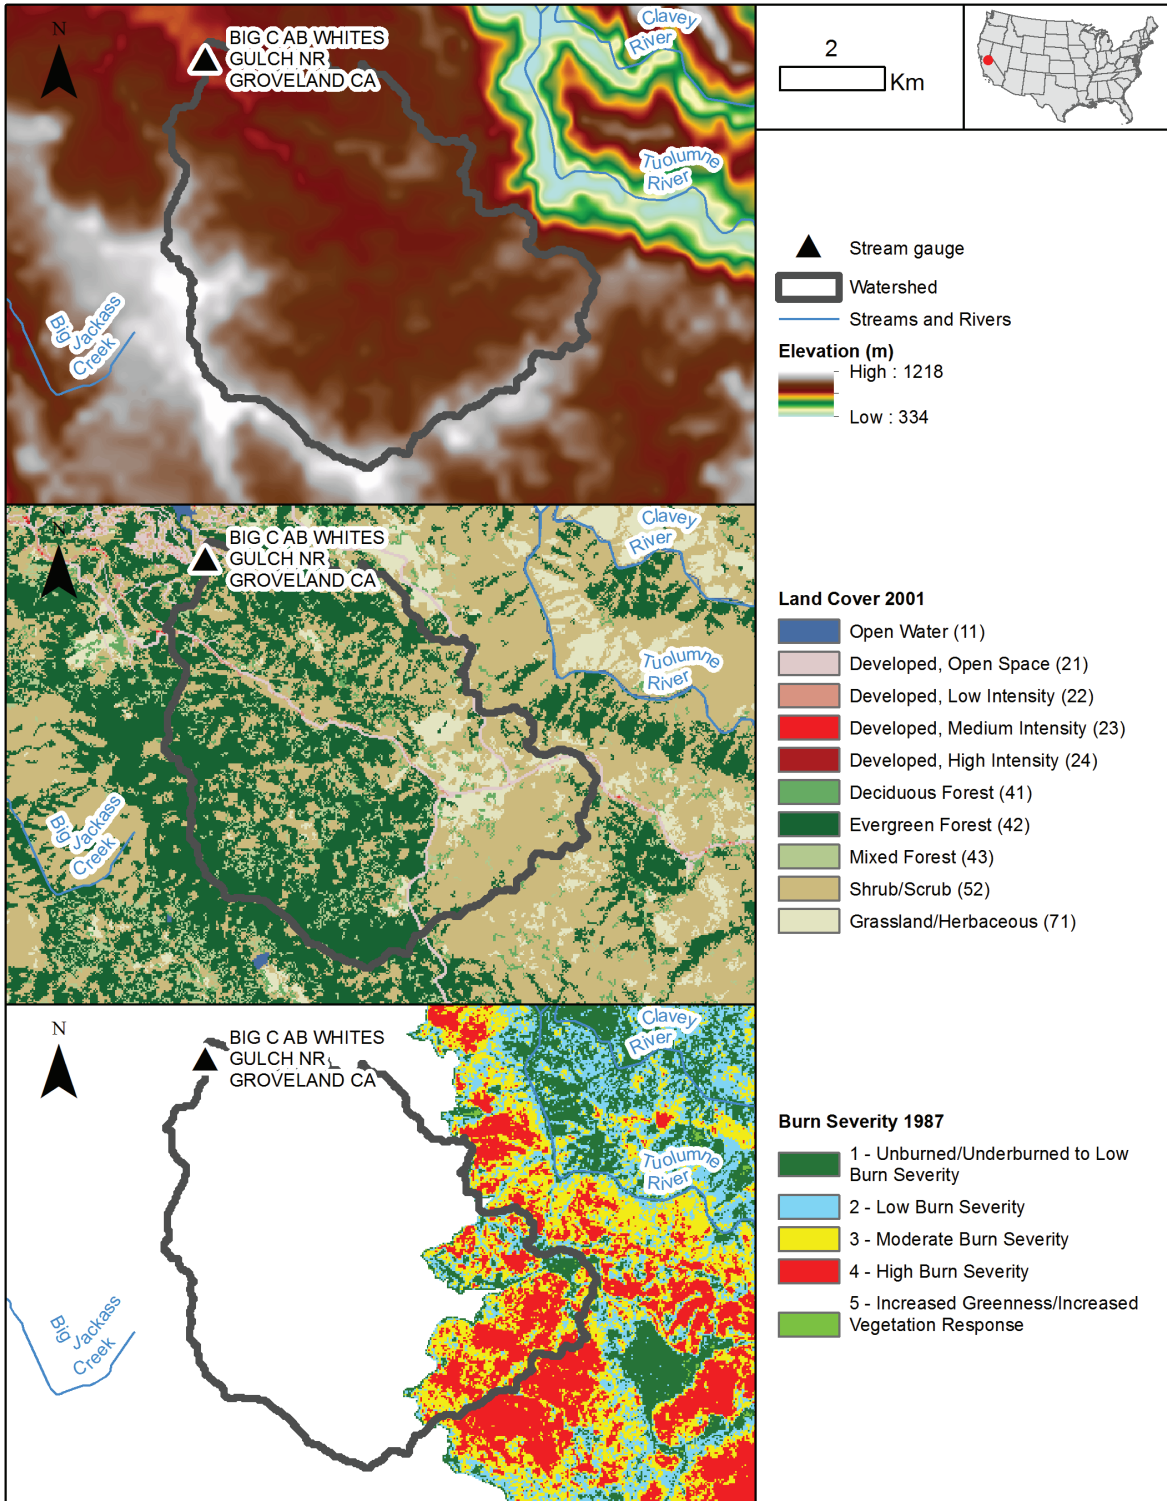 N
BIG C AB WHITES
GULCH NR
GROVELAND CA
Clavey
River
Tuolumne
River
Big Jackass
Creek
2
Km
Stream gauge
Watershed
Streams and Rivers
Elevation (m)
High : 1218
Low : 334
N
BIG C AB WHITES
GULCH NR
GROVELAND CA
Clavey
River
Tuolumne
River
Big Jackass
Creek
Land Cover 2001
Open Water (11)
Developed, Open Space (21)
Developed, Low Intensity (22)
Developed, Medium Intensity (23)
Developed, High Intensity (24)
Deciduous Forest (41)
Evergreen Forest (42)
Mixed Forest (43)
Shrub/Scrub (52)
Grassland/Herbaceous (71)
N
BIG C AB WHITES
GULCH NR
GROVELAND CA
Clavey
River
Tuolumne
River
Big Jackass
Creek
Burn Severity 1987
1 - Unburned/Underburned to Low
Burn Severity
2 - Low Burn Severity
3 - Moderate Burn Severity
4 - High Burn Severity
5 - Increased Greenness/Increased
Vegetation Response